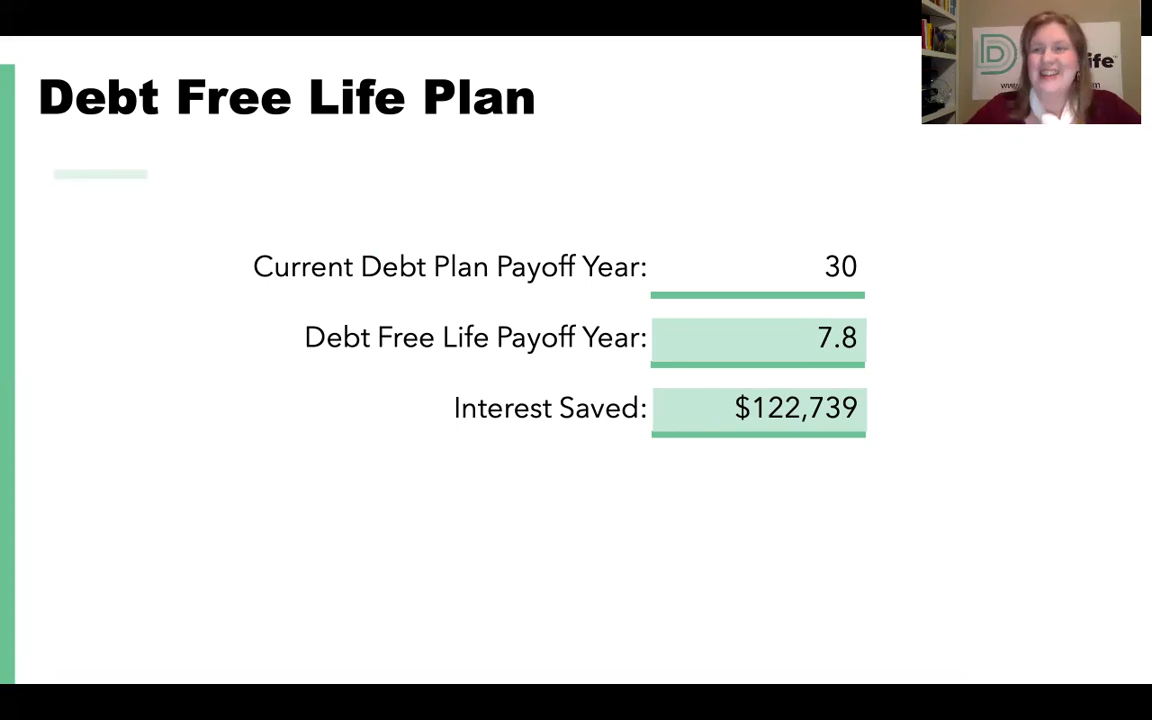 Debt Free Life Plan
Current Debt Plan Payoff Year: 30
Debt Free Life Payoff Year: 7.8
Interest Saved: $122,739